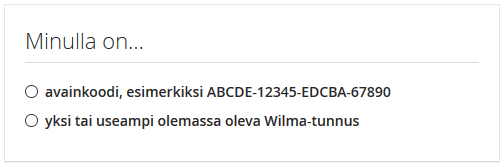 Minulla on...
avainkoodi, esimerkiksi ABCDE-12345-EDCBA-67890
yksi tai useampi olemassa oleva Wilma-tunnus